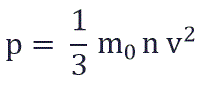 p = 1/3 m₀ n v²